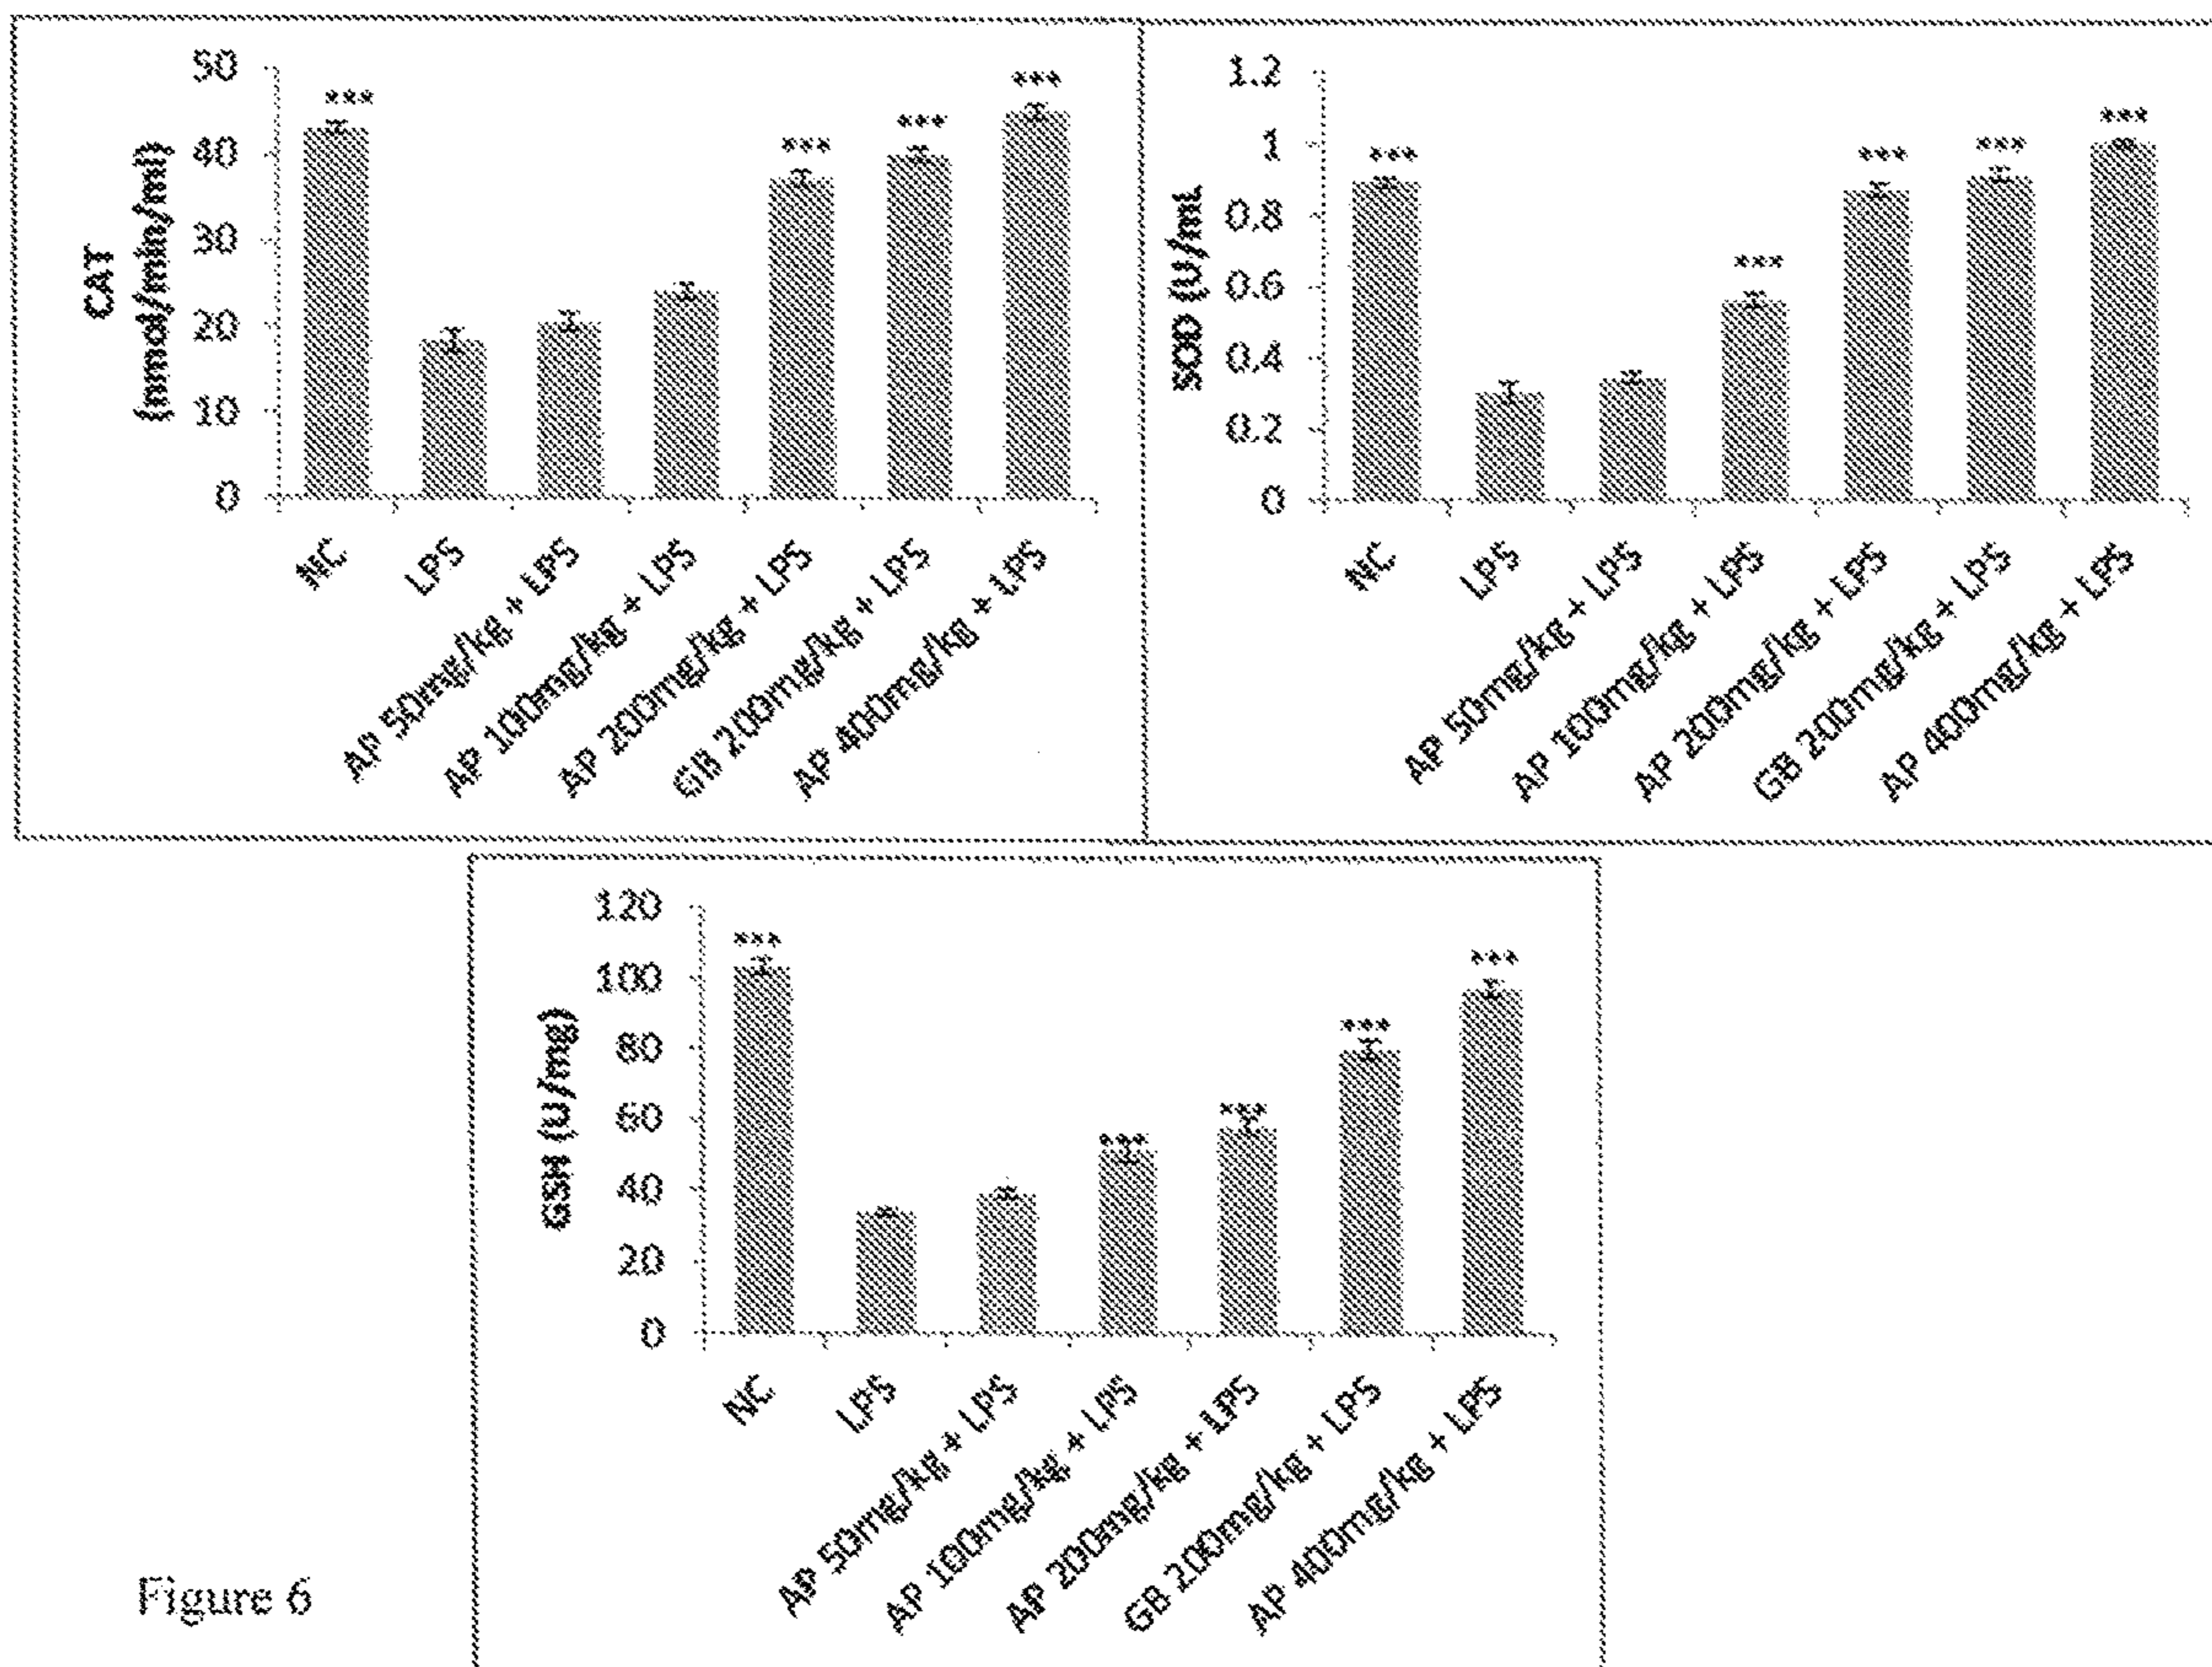 CAT
(nmol/min/ml)
50
40
30
20
10
0
***
***
***
***
NC
LPS
AP 50mg/kg + LPS
AP 100mg/kg + LPS
AP 200mg/kg + LPS
GB 200mg/kg + LPS
AP 400mg/kg + LPS
SOD (U/mL
1.2
1
0.8
0.6
0.4
0.2
0
***
***
***
***
***
NC
LPS
AP 50mg/kg + LPS
AP 100mg/kg + LPS
AP 200mg/kg + LPS
GB 200mg/kg + LPS
AP 400mg/kg + LPS
GSH (U/mg)
120
100
80
60
40
20
0
***
***
***
***
***
NC
LPS
AP 50mg/kg + LPS
AP 100mg/kg + LPS
AP 200mg/kg + LPS
GB 200mg/kg + LPS
AP 400mg/kg + LPS
Figure 6